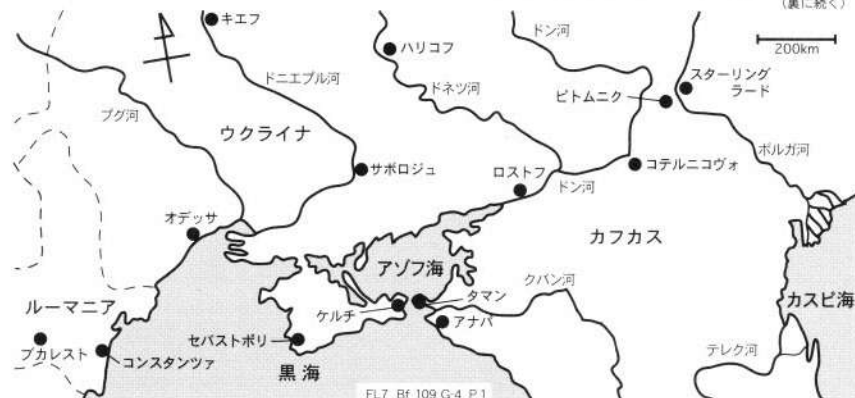 (裏に続く)
キエフ
ドン河
ハリコフ
200km
ドニエプル河
ドネツ河
スターリング
ラード
ピトムニク
ブグ河
ウクライナ
ボルガ河
サポロジュ
ロストフ
ドン河
コテルニコヴォ
オデッサ
カフカス
アゾフ海
クバン河
ルーマニア
ケルチ
タマン
カスピ海
セバストポリ
アナパ
ブカレスト
コンスタンツァ
テレク河
黒海
FL7 Bf 109 G-4 P.1